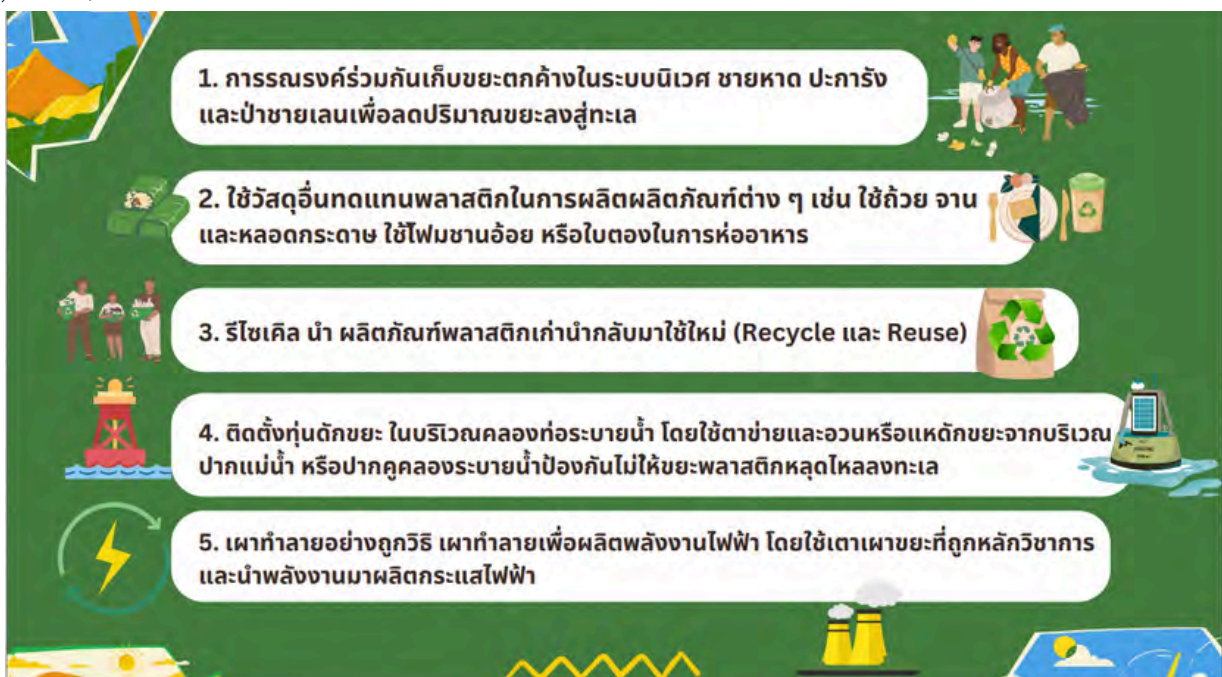 1. การรณรงค์ร่วมกันเก็บขยะตกค้างในระบบนิเวศ ชายหาด ปะการัง
และป่าชายเลนเพื่อลดปริมาณขยะลงสู่ทะเล
2. ใช้วัสดุอื่นทดแทนพลาสติกในการผลิตผลิตภัณฑ์ต่าง ๆ เช่น ใช้ถ้วย จาน
และหลอดกระดาษ ใช้โฟมชานอ้อย หรือใบตองในการห่ออาหาร
3. รีไซเคิล นำ ผลิตภัณฑ์พลาสติกเก่านำกลับมาใช้ใหม่ (Recycle และ Reuse)
4. ติดตั้งทุ่นดักขยะ ในบริเวณคลองท่อระบายน้ำ โดยใช้ตาข่ายและอวนหรือแหดักขยะจากบริเวณ
ปากแม่น้ำ หรือปากคูคลองระบายน้ำป้องกันไม่ให้ขยะพลาสติกหลุดไหลลงทะเล
5. เผาทำลายอย่างถูกวิธิ เผาทำลายเพื่อผลิตพลังงานไฟฟ้า โดยใช้เตาเผาขยะที่ถูกหลักวิชาการ
และนำพลังงานมาผลิตกระแสไฟฟ้า